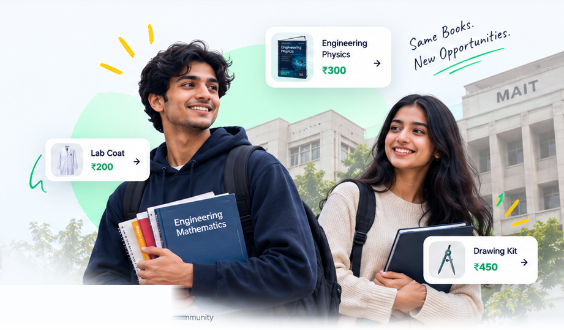 Same Books.
New Opportunities.
Engineering
Physics
₹300
MAIT
Lab Coat
₹200
Engineering
Mathematics
Drawing Kit
₹450